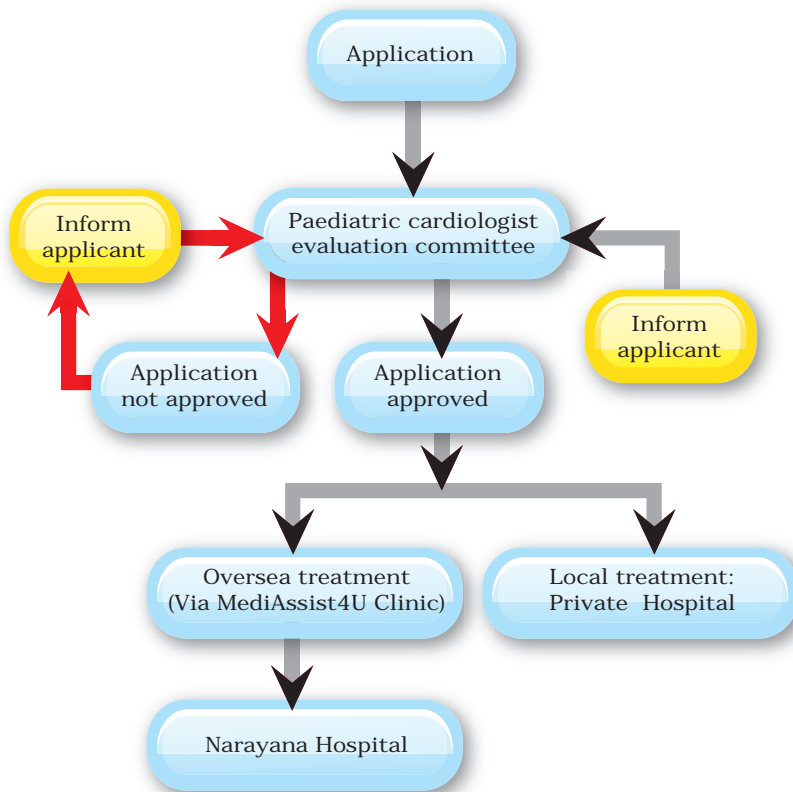 Application
Paediatric cardiologist
evaluation committee
Inform
applicant
Inform
applicant
Application
not approved
Application
approved
Oversea treatment
(Via MediAssist4U Clinic)
Local treatment:
Private Hospital
Narayana Hospital